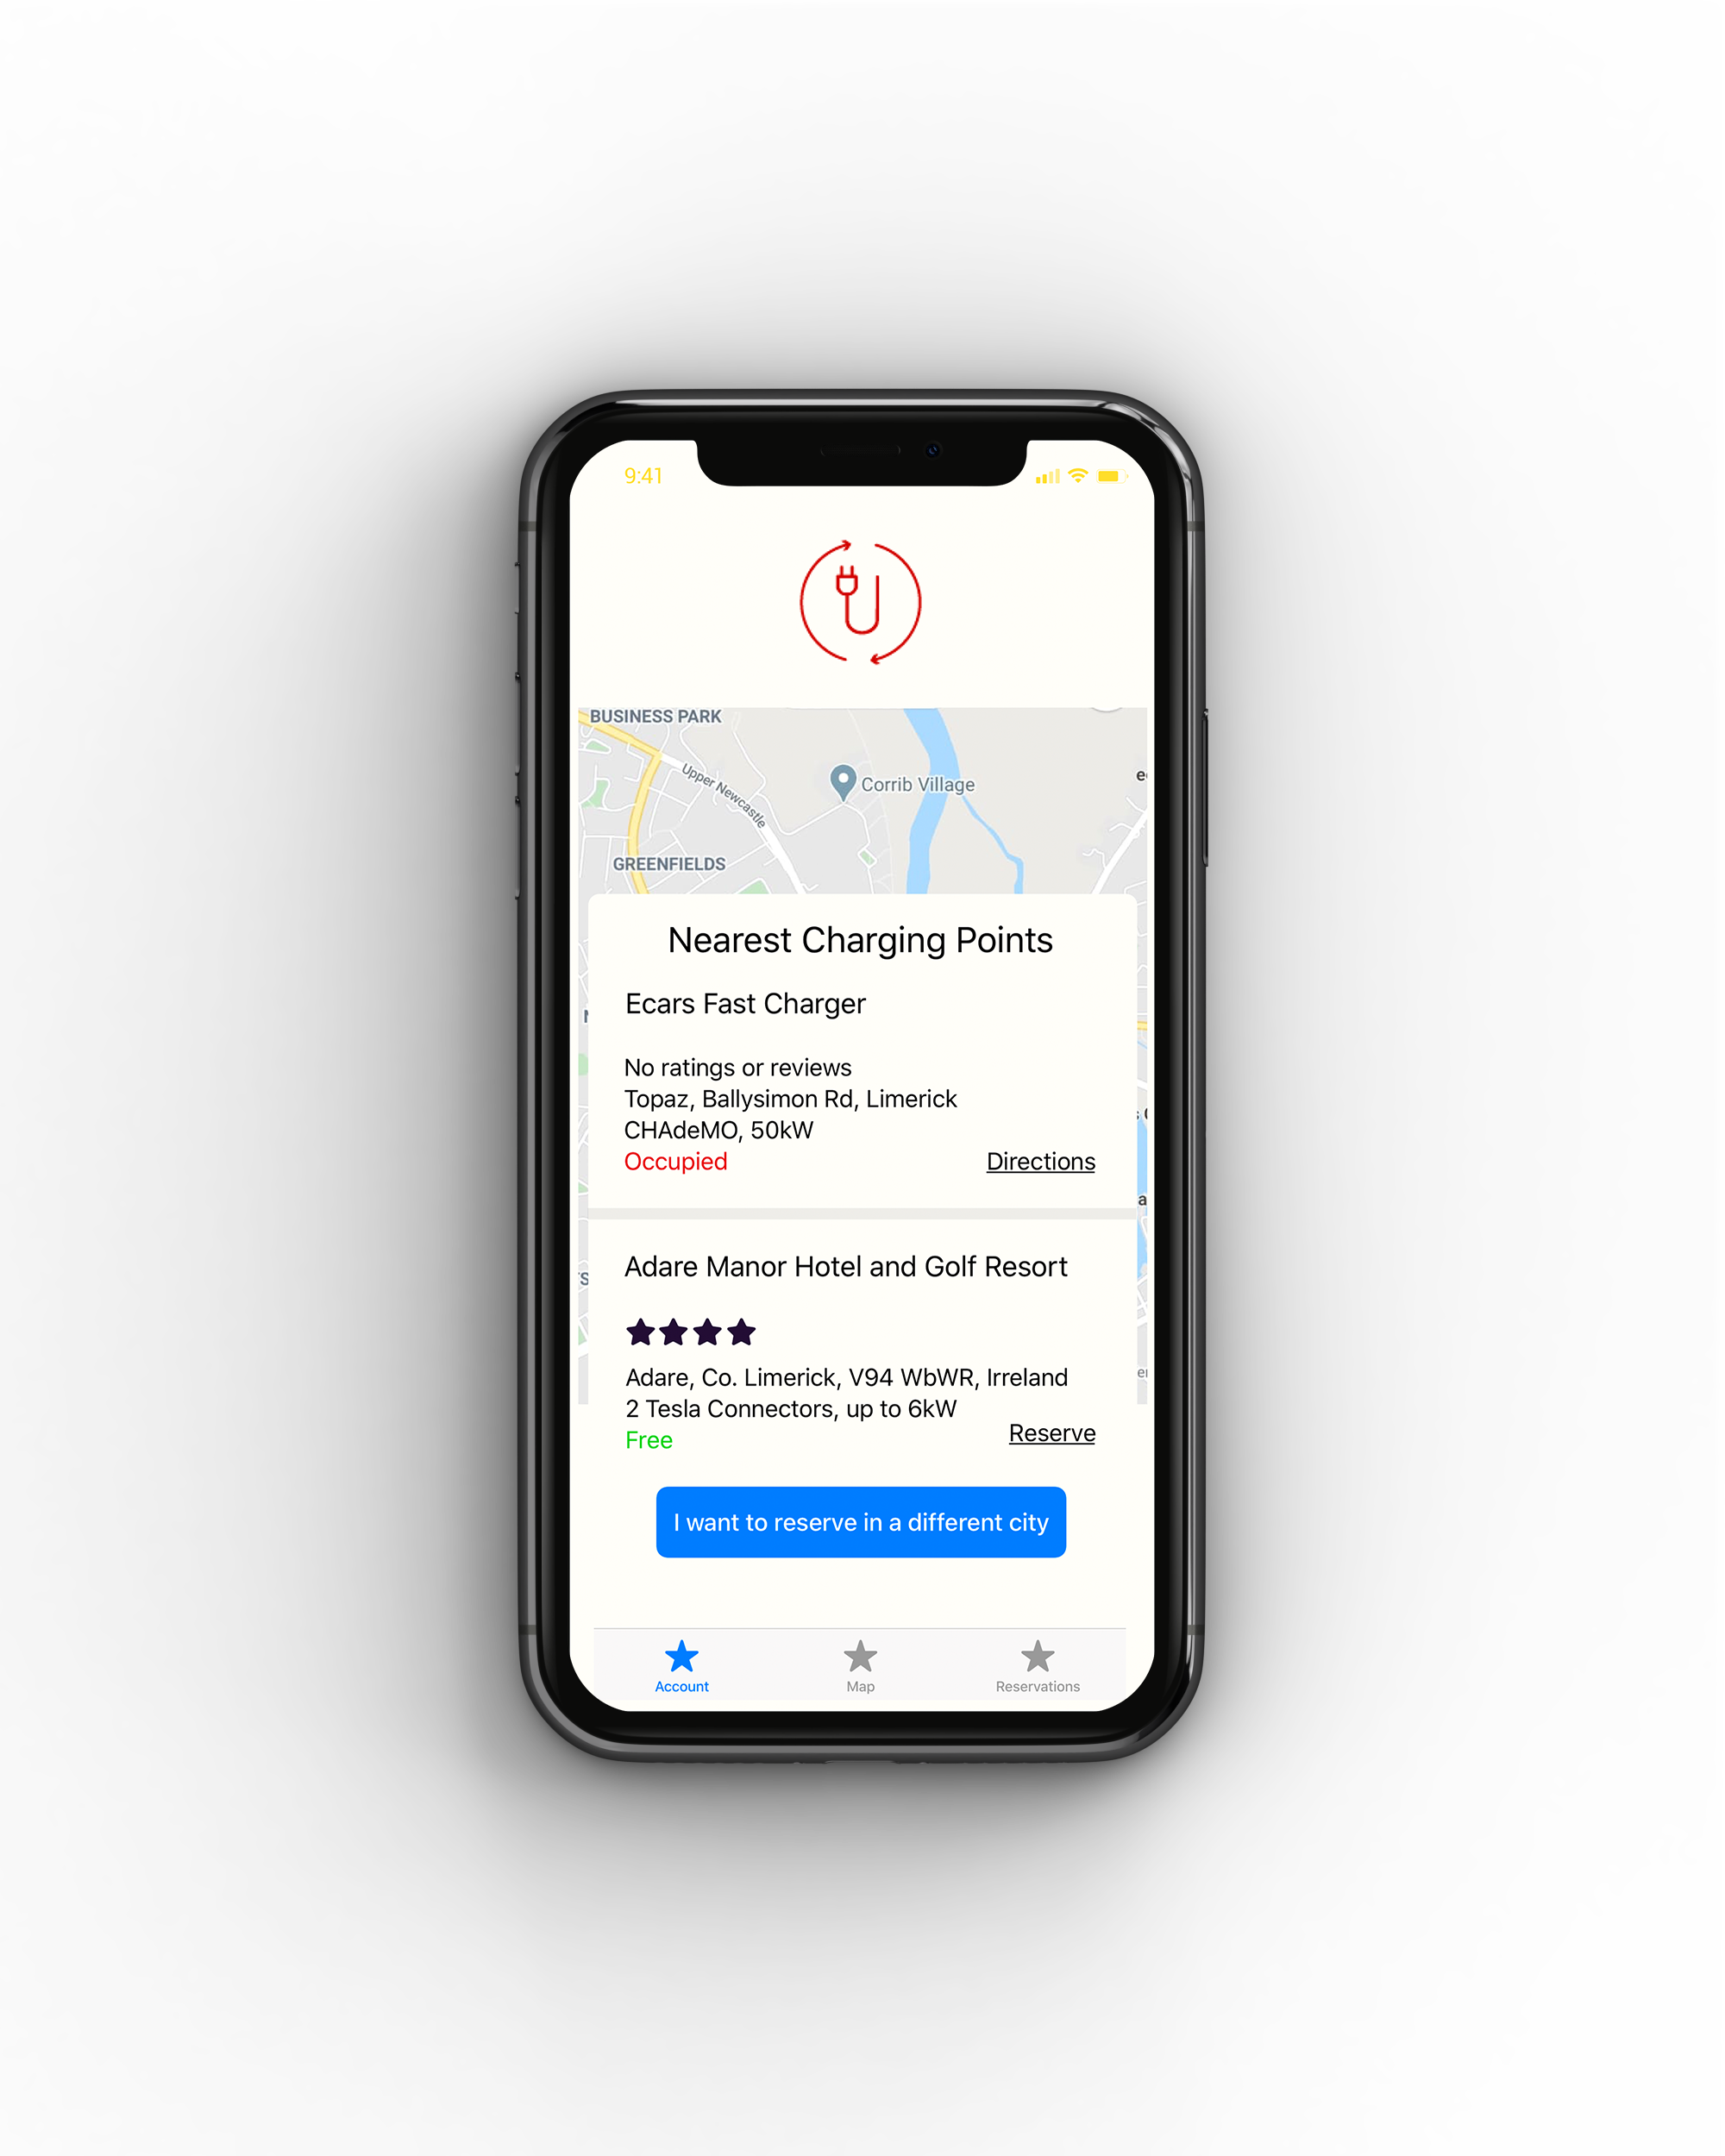 9:41
BUSINESS PARK
Upper Newcastle
Corrib Village
GREENFIELDS
Nearest Charging Points
Ecars Fast Charger
No ratings or reviews
Topaz, Ballysimon Rd, Limerick
CHAdeMO, 50kW
Occupied
Directions
Adare Manor Hotel and Golf Resort
Adare, Co. Limerick, V94 WbWR, Irreland
2 Tesla Connectors, up to 6kW
Free
Reserve
I want to reserve in a different city
Account
Map
Reservations